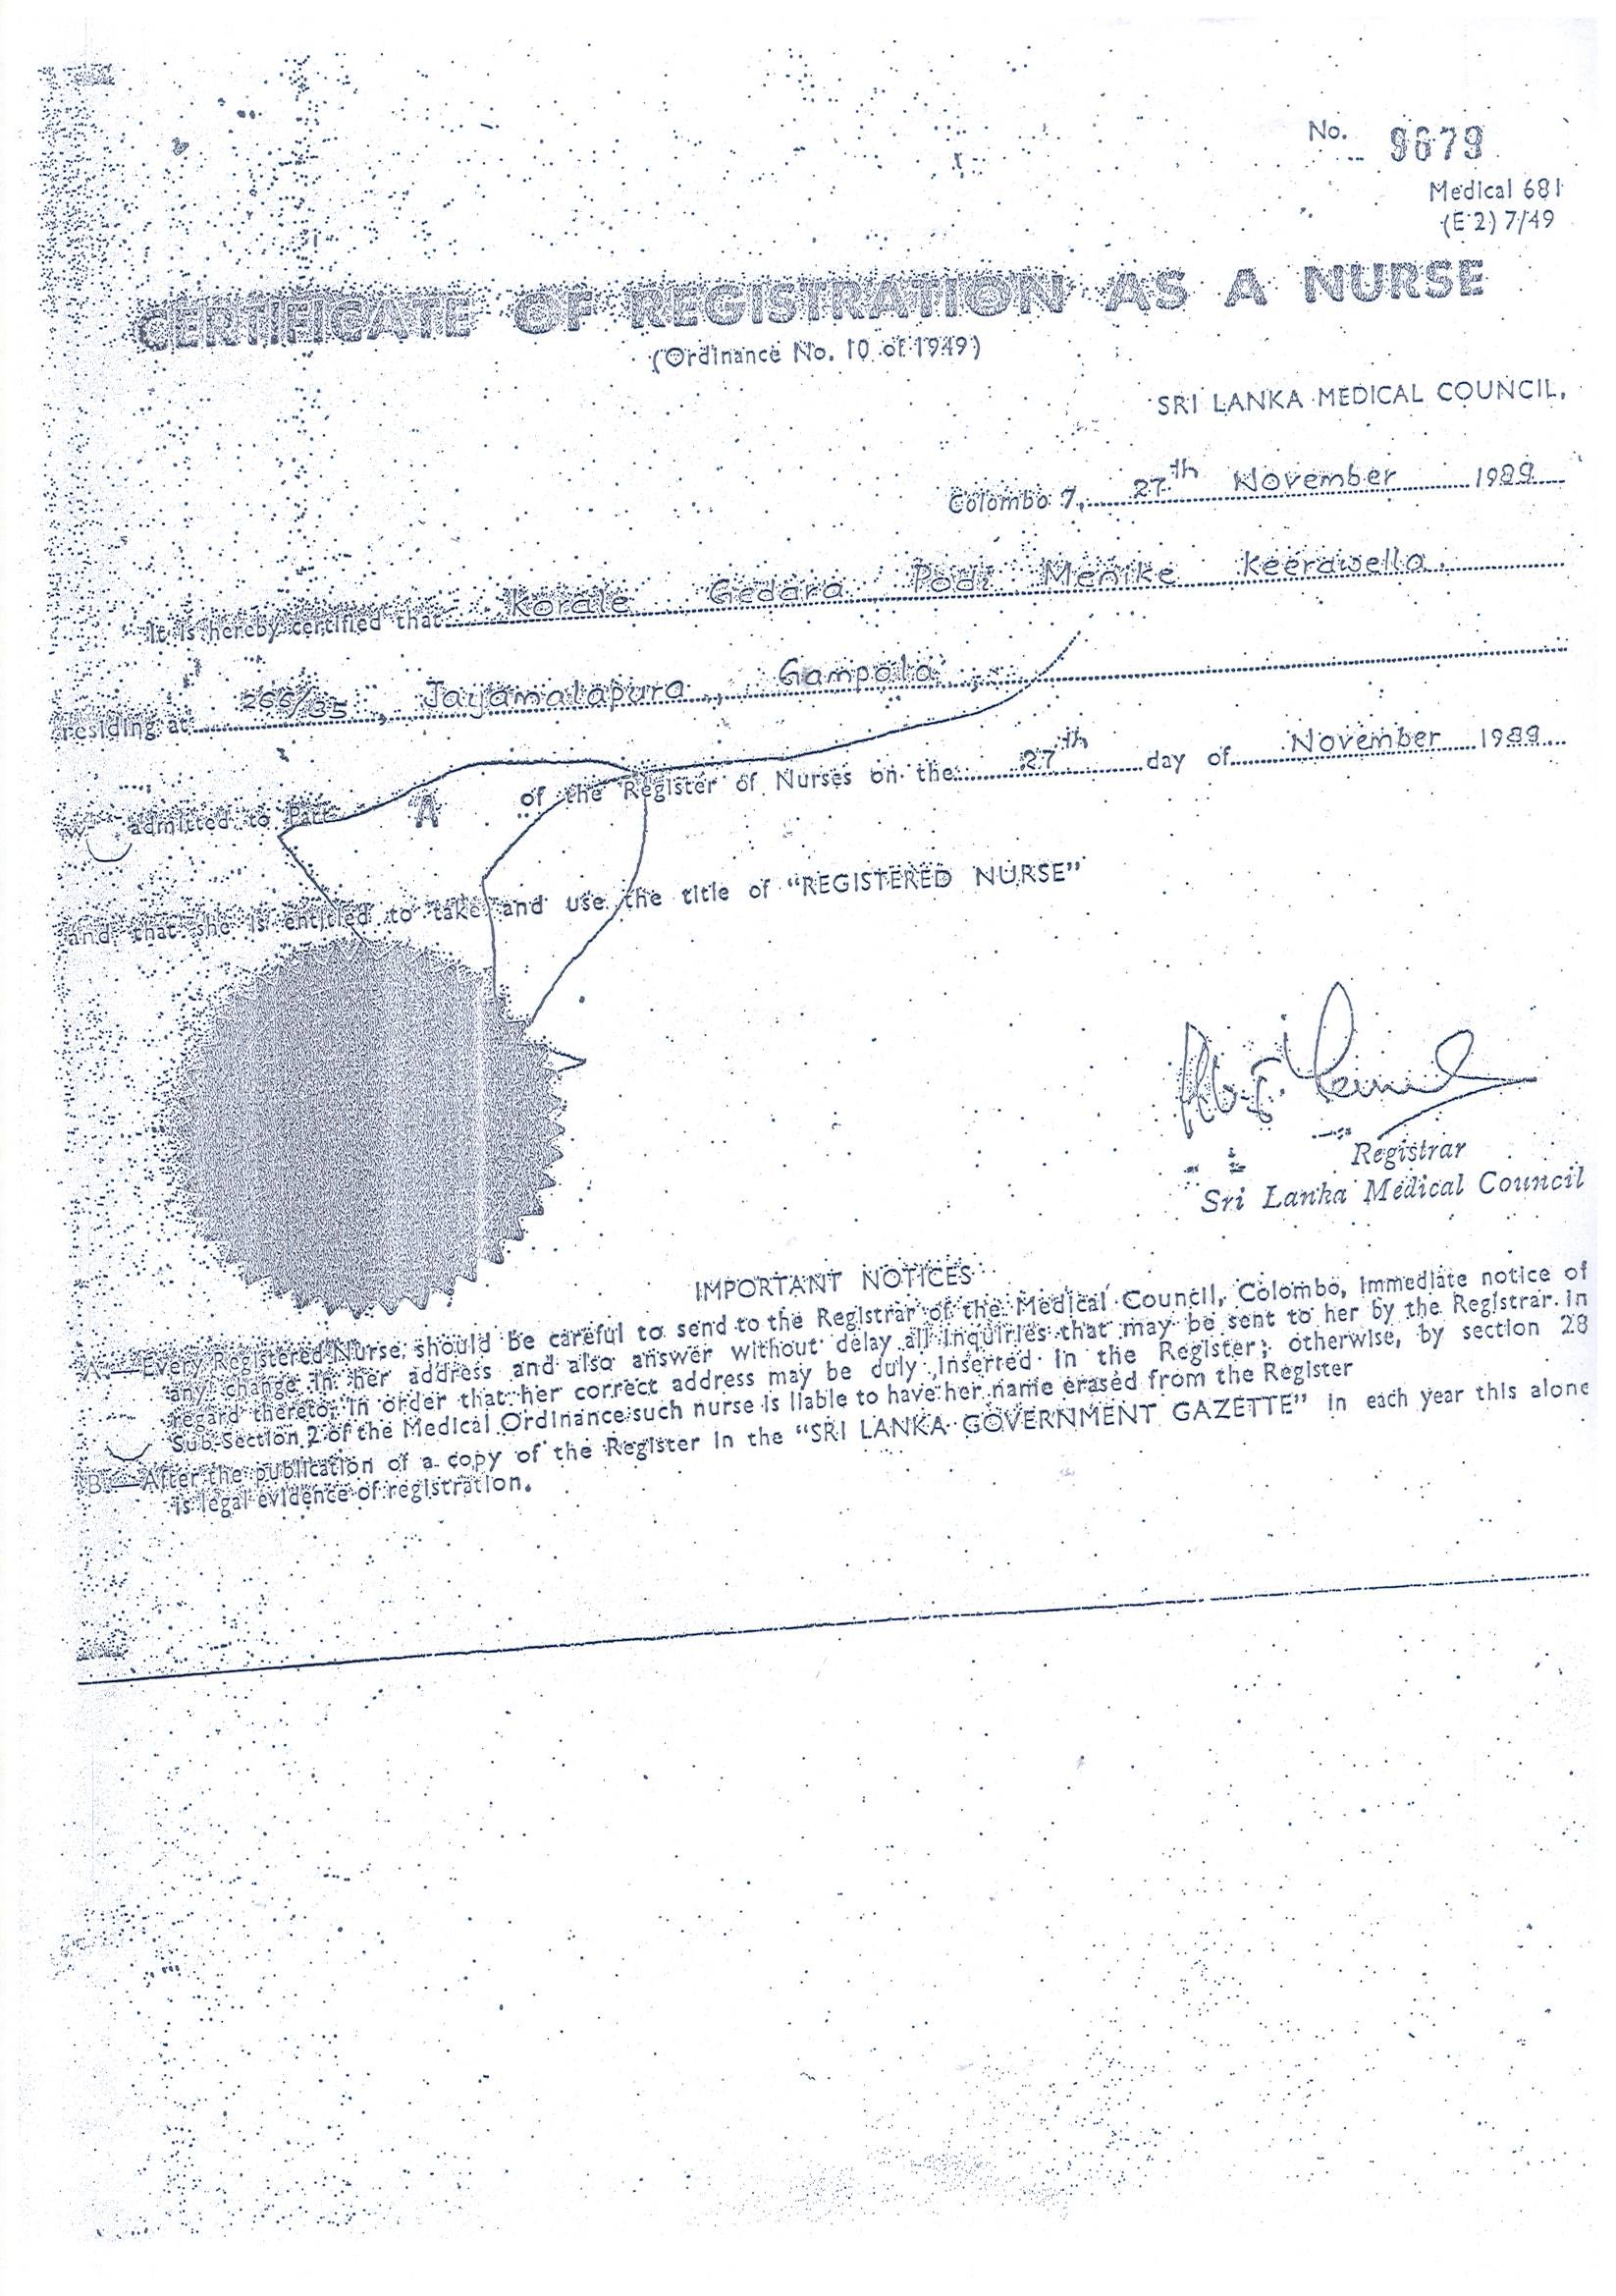 No. 9679
Medical 681
(E 2) 7/49
CERTIFICATE OF REGISTRATION AS A NURSE
(Ordinance No. 10 of 1949)
SRI LANKA MEDICAL COUNCIL,
Colombo 7, 27th November 1989
It is hereby certified that Korale Gedara Podi Menike Keerawella.
residing at 266/35, Jayamalapura, Gampola,
admitted to Part A of the Register of Nurses on the 27th day of November 1989
and that she is entitled to take and use the title of “REGISTERED NURSE”
Registrar
Sri Lanka Medical Council
IMPORTANT NOTICES
A.—Every Registered Nurse should be careful to send to the Registrar of the Medical Council, Colombo, immediate notice of
any change in her address and also answer without delay all inquiries that may be sent to her by the Registrar in
regard thereto, in order that her correct address may be duly inserted in the Register; otherwise, by section 28
Sub-Section 2 of the Medical Ordinance such nurse is liable to have her name erased from the Register
B.—After the publication of a copy of the Register in the “SRI LANKA GOVERNMENT GAZETTE” in each year this alone
is legal evidence of registration.